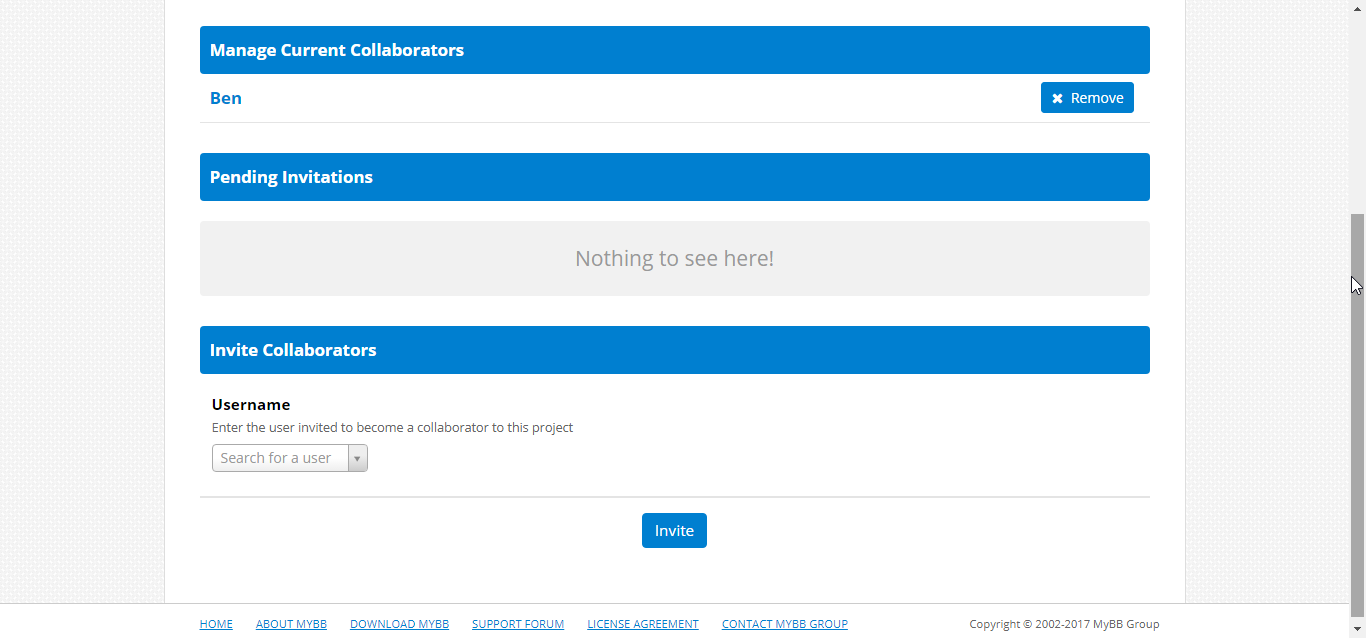 Manage Current Collaborators
Ben
Remove
Pending Invitations
Nothing to see here!
Invite Collaborators
Username
Enter the user invited to become a collaborator to this project
Search for a user
Invite
HOME ABOUT MYBB DOWNLOAD MYBB SUPPORT FORUM LICENSE AGREEMENT CONTACT MYBB GROUP Copyright © 2002-2017 MyBB Group